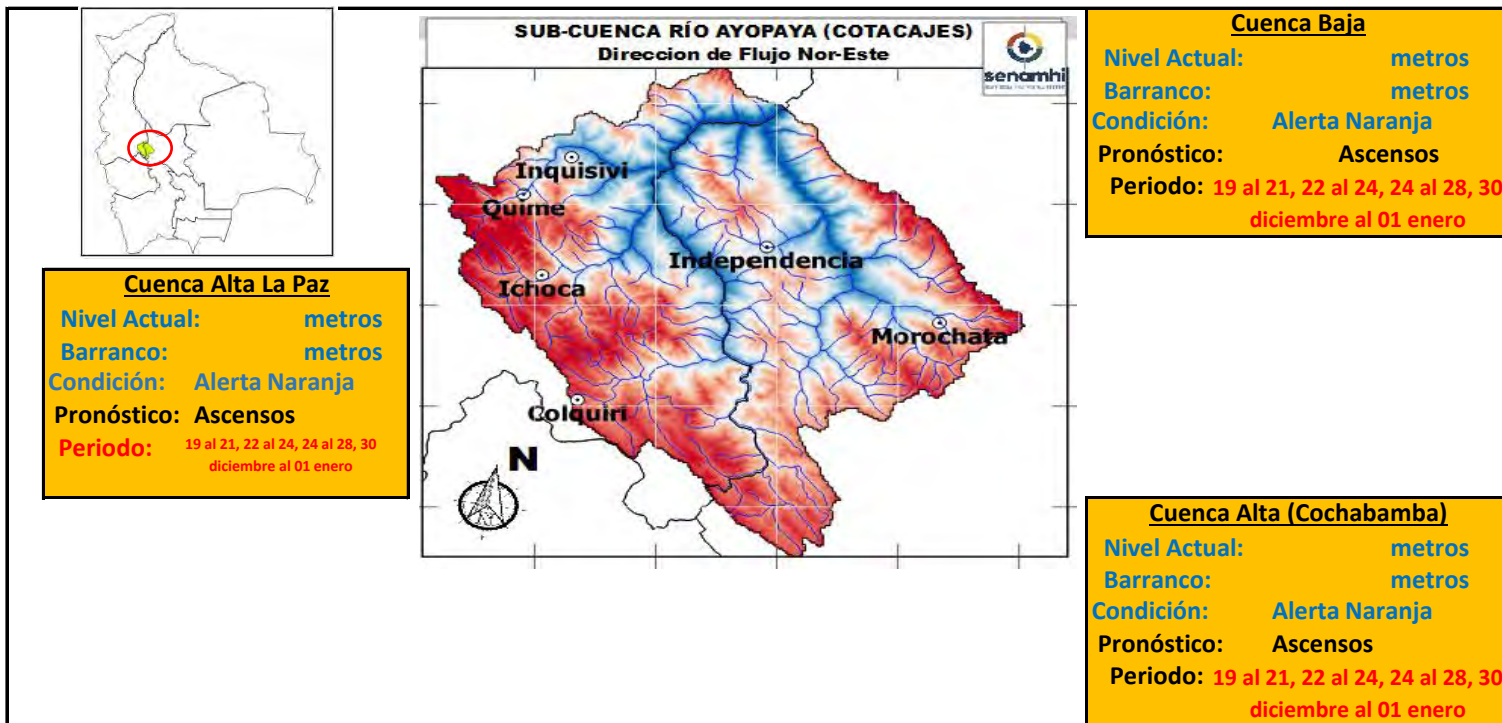 SUB-CUENCA RÍO AYOPAYA (COTACAJES)
Direccion de Flujo Nor-Este
senamhi
Inquisivi
Quime
Independencia
Ichoca
Morochata
Colquiri
N
Cuenca Alta La Paz
Nivel Actual: metros
Barranco: metros
Condición: Alerta Naranja
Pronóstico: Ascensos
Periodo: 19 al 21, 22 al 24, 24 al 28, 30
diciembre al 01 enero
Cuenca Baja
Nivel Actual: metros
Barranco: metros
Condición: Alerta Naranja
Pronóstico: Ascensos
Periodo: 19 al 21, 22 al 24, 24 al 28, 30
diciembre al 01 enero
Cuenca Alta (Cochabamba)
Nivel Actual: metros
Barranco: metros
Condición: Alerta Naranja
Pronóstico: Ascensos
Periodo: 19 al 21, 22 al 24, 24 al 28, 30
diciembre al 01 enero